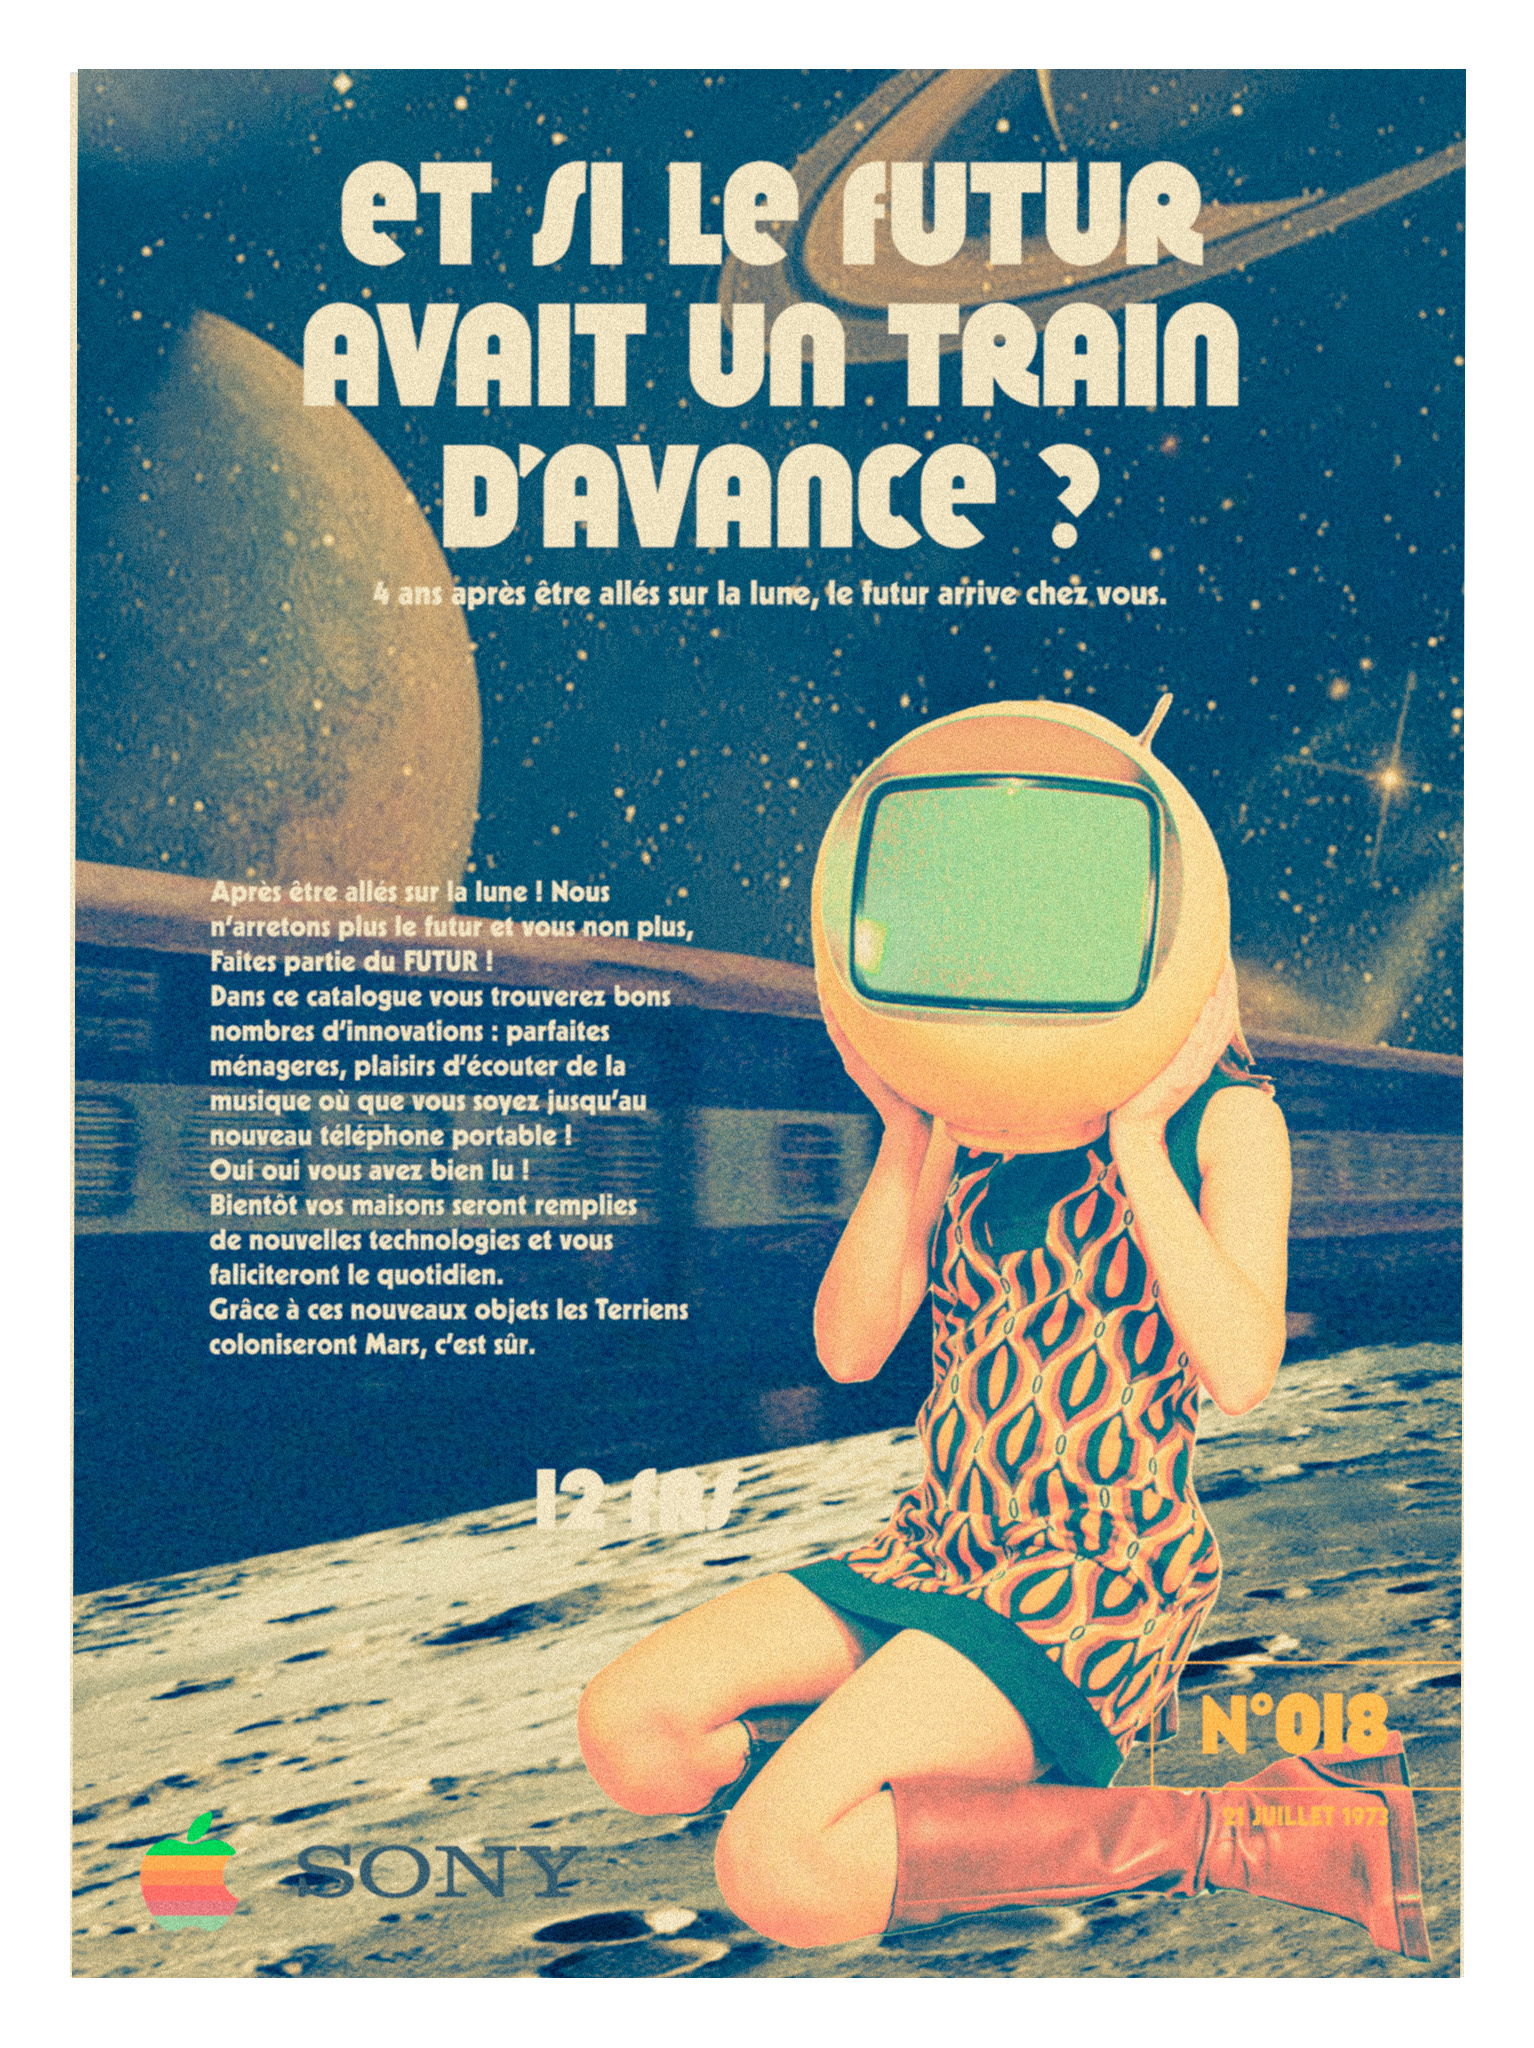 eT SI Le fUTUR
AVAIT Un TRAIn
D'AVAnCe ?
4 ans après être allés sur la lune, le futur arrive chez vous.
Après être allés sur la lune ! Nous
n'arretons plus le futur et vous non plus,
Faites partie du FUTUR !
Dans ce catalogue vous trouverez bons
nombres d'innovations : parfaites
ménageres, plaisirs d'écouter de la
musique où que vous soyez jusqu'au
nouveau téléphone portable !
Oui oui vous avez bien lu !
Bientôt vos maisons seront remplies
de nouvelles technologies et vous
faliciteront le quotidien.
Grâce à ces nouveaux objets les Terriens
coloniseront Mars, c'est sûr.
12 fRS
N°018
21 JUILLET 1973
SONY